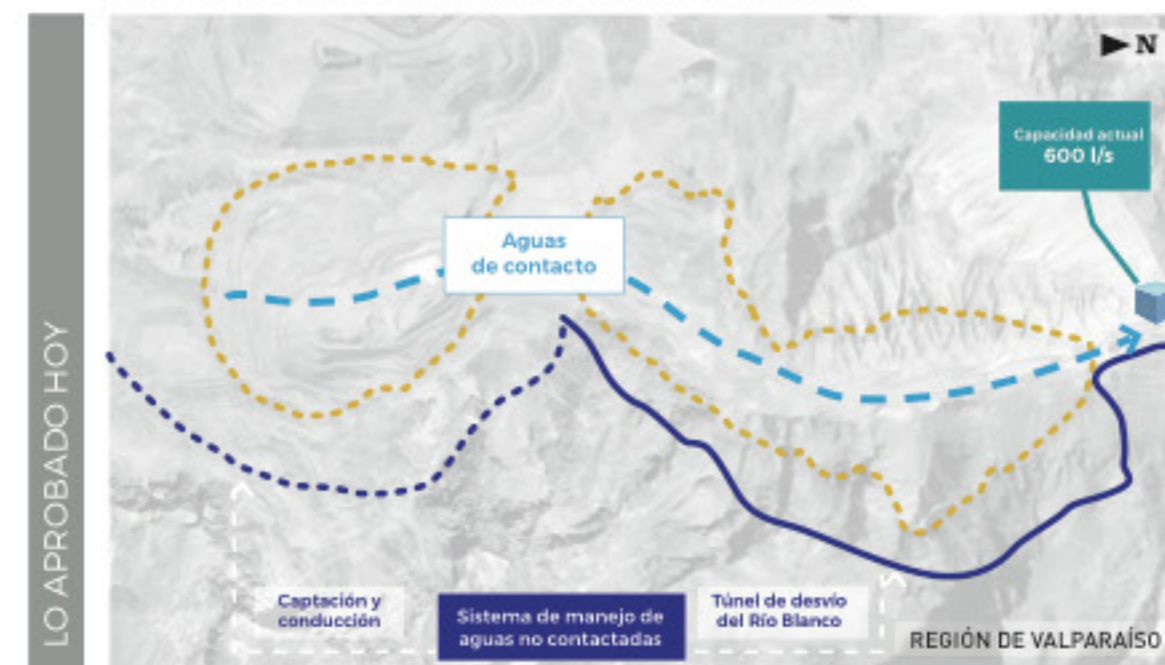 LO APROBADO HOY
N
Capacidad actual
600 l/s
Aguas
de contacto
Captación y
conducción
Sistema de manejo de
aguas no contactadas
Túnel de desvío
del Río Blanco
REGIÓN DE VALPARAÍSO